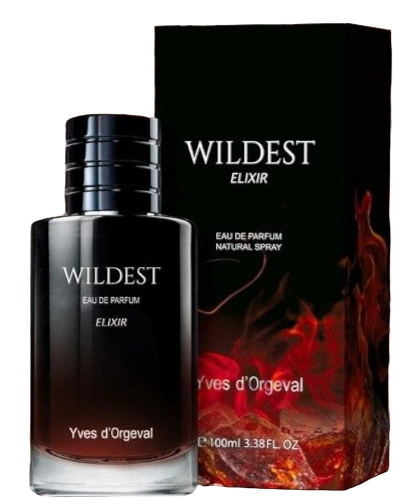 WILDEST
ELIXIR
EAU DE PARFUM
NATURAL SPRAY
Yves d'Orgeval
e 100ml 3.38FL.OZ
WILDEST
EAU DE PARFUM
ELIXIR
Yves d'Orgeval